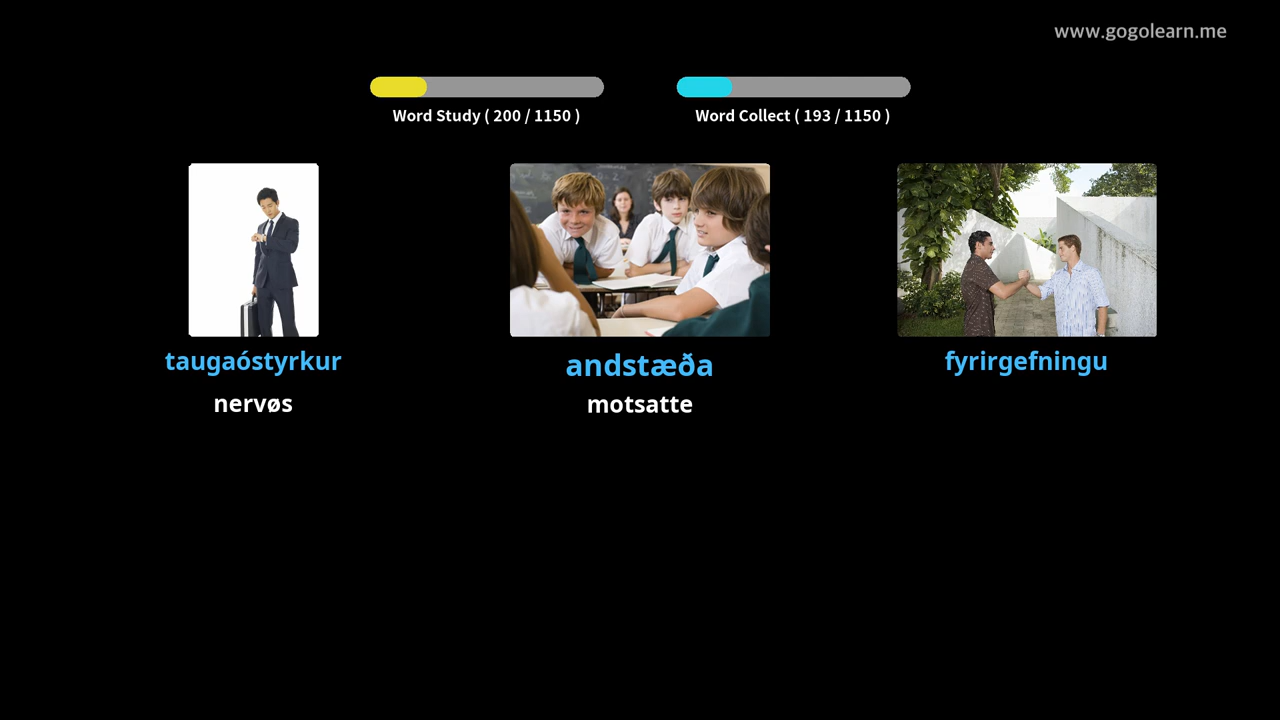 www.gogolearn.me
Word Study ( 200 / 1150 )
Word Collect ( 193 / 1150 )
taugaóstyrkur
andstæða
fyrirgefningu
nervøs
motsatte